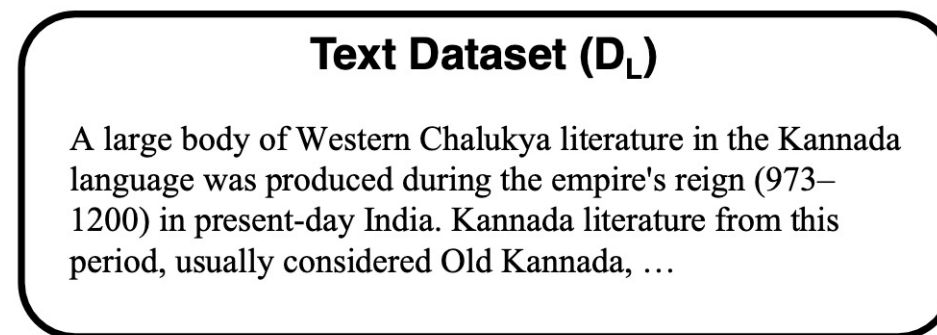 Text Dataset (D_L)
A large body of Western Chalukya literature in the Kannada
language was produced during the empire's reign (973–
1200) in present-day India. Kannada literature from this
period, usually considered Old Kannada, …